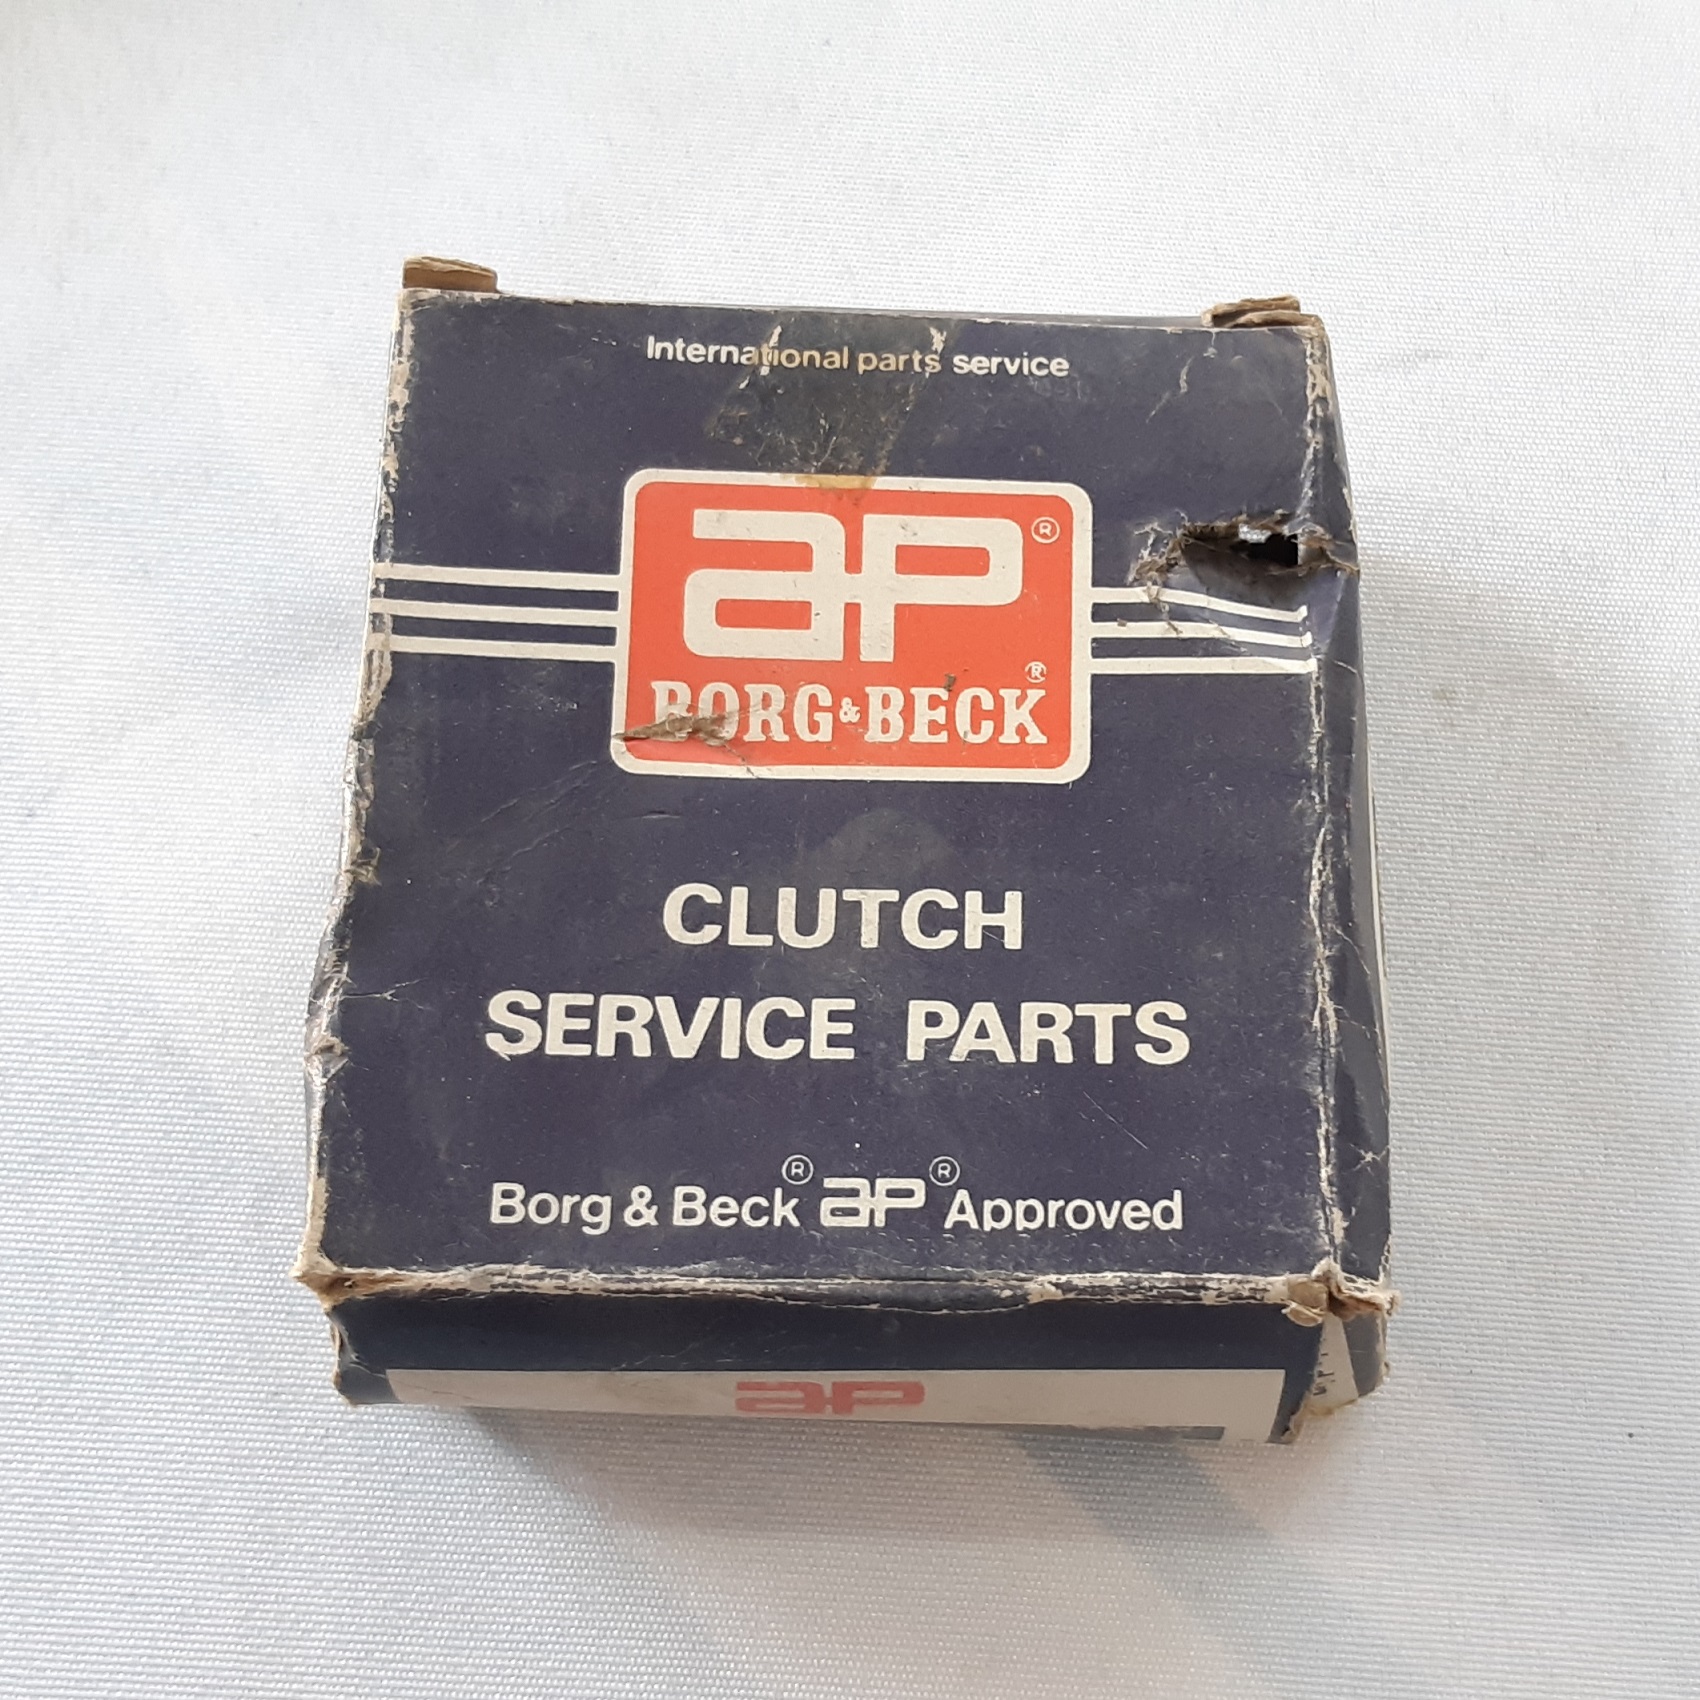 International parts service
ap ®
®
BORG & BECK
CLUTCH
SERVICE PARTS
Borg & Beck® ap® Approved
ap